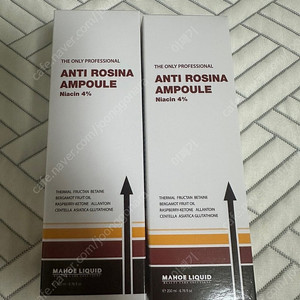 THE ONLY PROFESSIONAL
ANTI ROSINA
AMPOULE
Niacin 4%
THERMAL FRUCTAN BETAINE
BERGAMOT FRUIT OIL
RASPBERRY KETONE ALLANTOIN
CENTELLA ASIATICA GLUTATHIONE
MAHOE LIQUID
THE ONLY PROFESSIONAL
ANTI ROSINA
AMPOULE
Niacin 4%
THERMAL FRUCTAN BETAINE
BERGAMOT FRUIT OIL
RASPBERRY-KETONE ALLANTOIN
CENTELLA ASIATICA GLUTATHIONE
MAHOE LIQUID